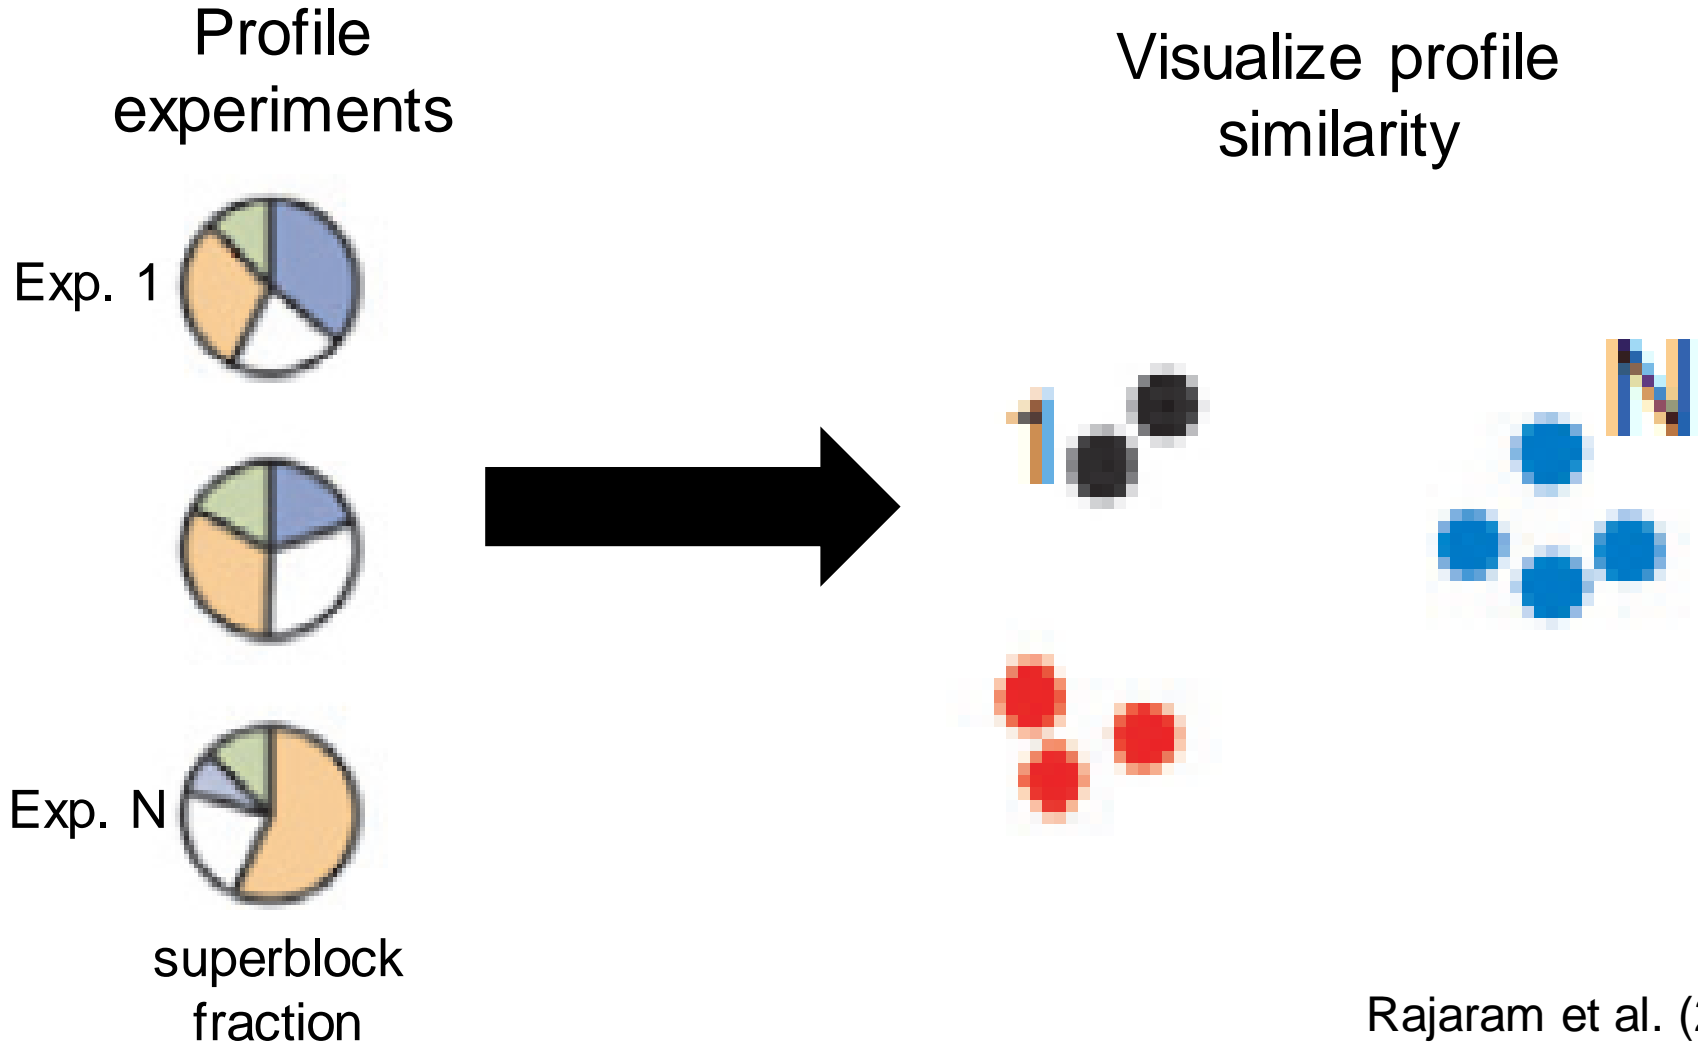 Profile
experiments
Visualize profile
similarity
Exp. 1
1
N
Exp. N
superblock
fraction
Rajaram et al. (